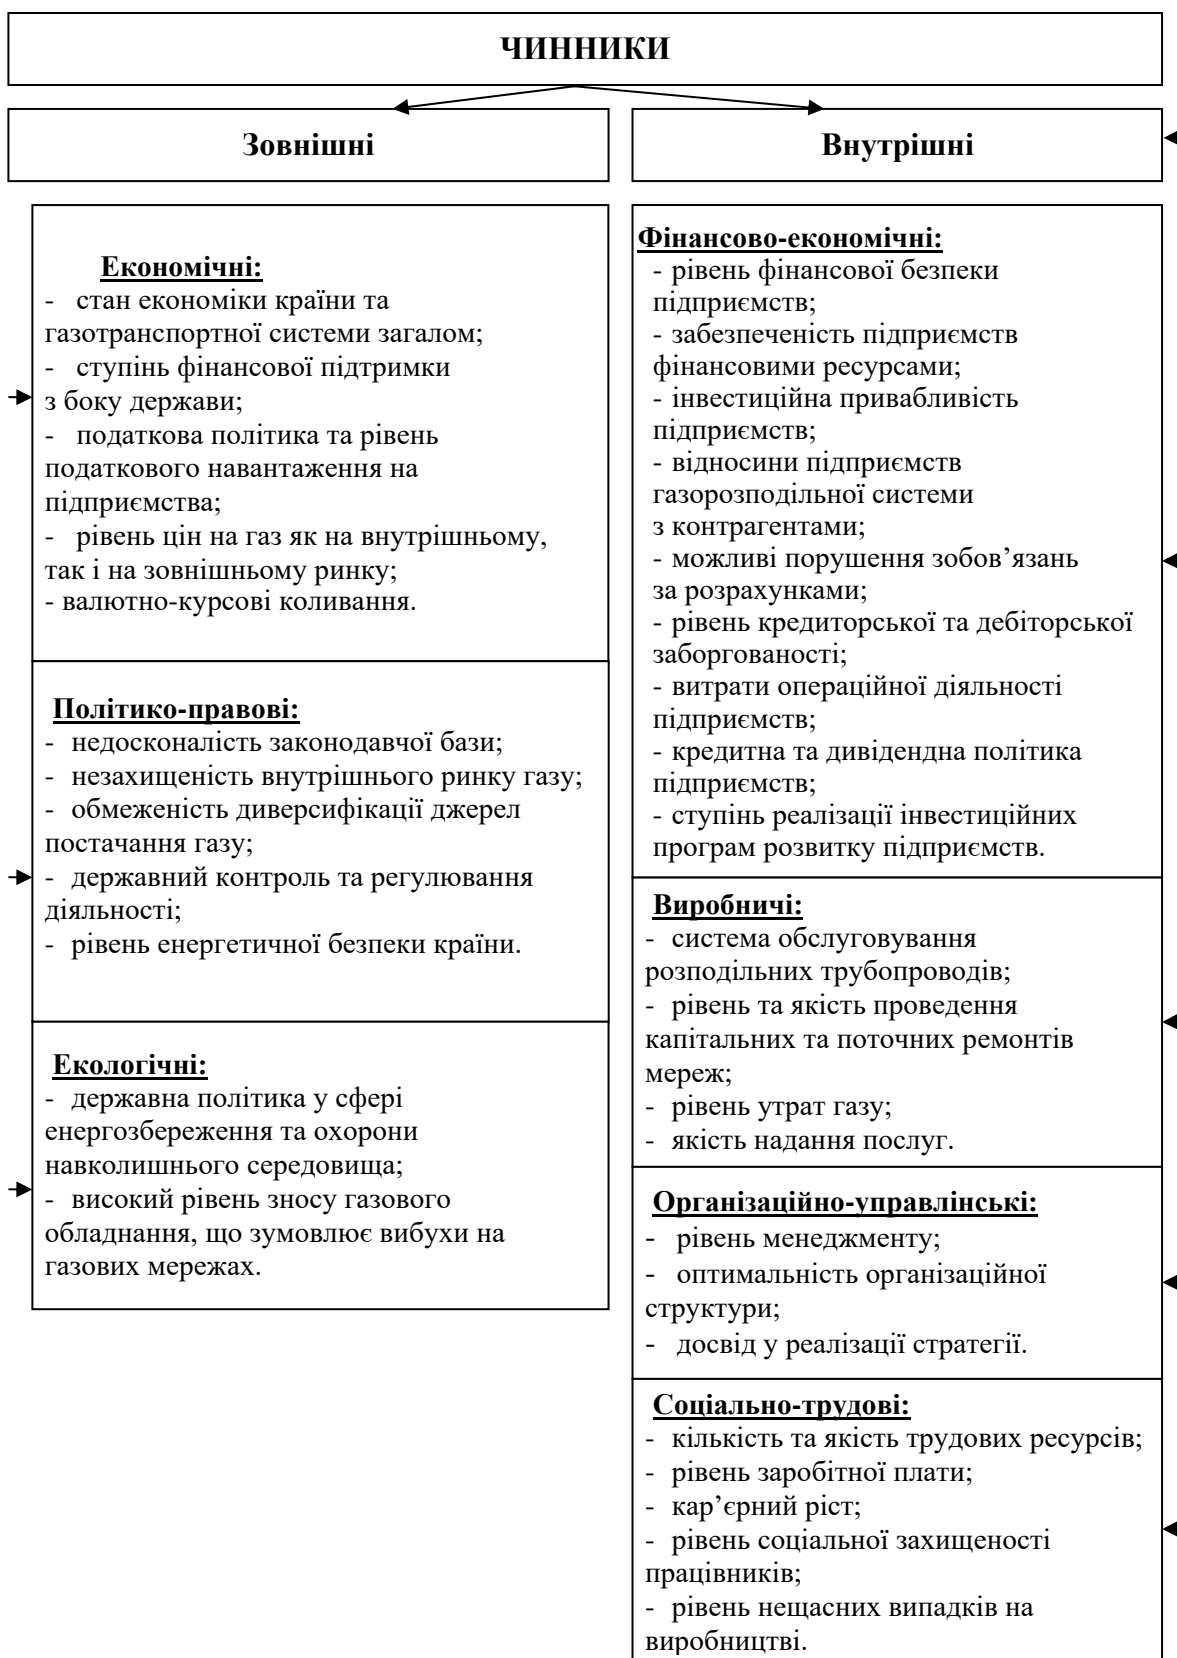 ЧИННИКИ
Зовнішні
Економічні:
- стан економіки країни та
газотранспортної системи загалом;
- ступінь фінансової підтримки
з боку держави;
- податкова політика та рівень
податкового навантаження на
підприємства;
- рівень цін на газ як на внутрішньому,
так і на зовнішньому ринку;
- валютно-курсові коливання.
Політико-правові:
- недосконалість законодавчої бази;
- незахищеність внутрішнього ринку газу;
- обмеженість диверсифікації джерел
постачання газу;
- державний контроль та регулювання
діяльності;
- рівень енергетичної безпеки країни.
Екологічні:
- державна політика у сфері
енергозбереження та охорони
навколишнього середовища;
- високий рівень зносу газового
обладнання, що зумовлює вибухи на
газових мережах.
Внутрішні
Фінансово-економічні:
- рівень фінансової безпеки
підприємств;
- забезпеченість підприємств
фінансовими ресурсами;
- інвестиційна привабливість
підприємств;
- відносини підприємств
газорозподільної системи
з контрагентами;
- можливі порушення зобов’язань
за розрахунками;
- рівень кредиторської та дебіторської
заборгованості;
- витрати операційної діяльності
підприємств;
- кредитна та дивідендна політика
підприємств;
- ступінь реалізації інвестиційних
програм розвитку підприємств.
Виробничі:
- система обслуговування
розподільних трубопроводів;
- рівень та якість проведення
капітальних та поточних ремонтів
мереж;
- рівень утрат газу;
- якість надання послуг.
Організаційно-управлінські:
- рівень менеджменту;
- оптимальність організаційної
структури;
- досвід у реалізації стратегії.
Соціально-трудові:
- кількість та якість трудових ресурсів;
- рівень заробітної плати;
- кар’єрний ріст;
- рівень соціальної захищеності
працівників;
- рівень нещасних випадків на
виробництві.